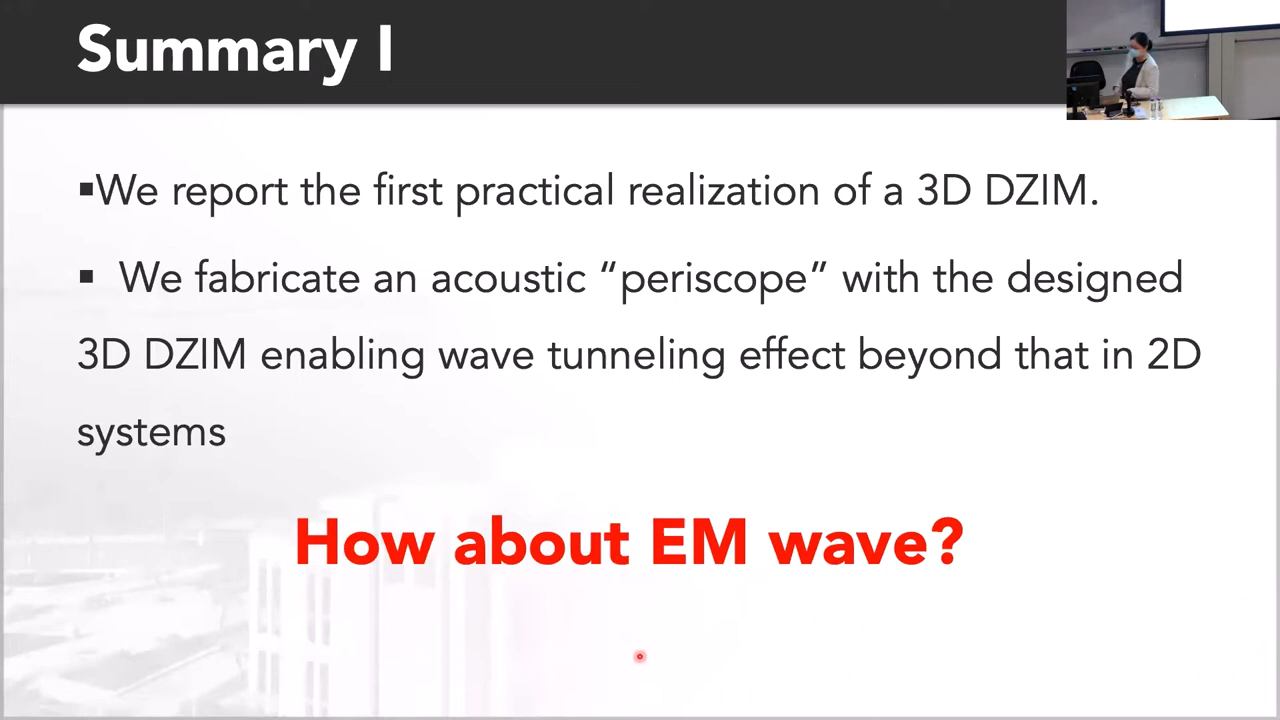 Summary I
▪We report the first practical realization of a 3D DZIM.
▪ We fabricate an acoustic “periscope” with the designed
3D DZIM enabling wave tunneling effect beyond that in 2D
systems
How about EM wave?